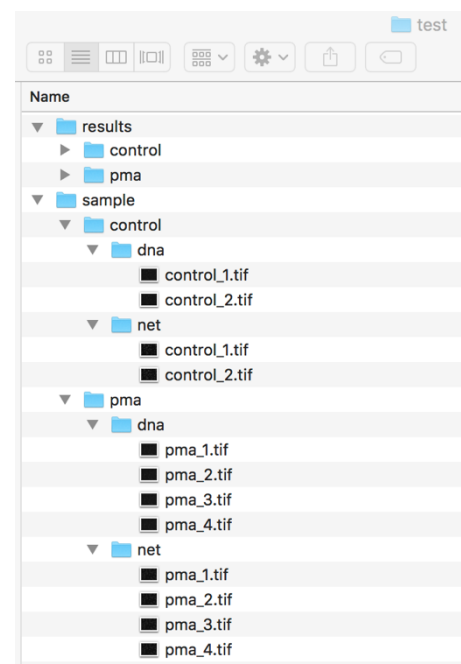 test
Name
results
control
pma
sample
control
dna
control_1.tif
control_2.tif
net
control_1.tif
control_2.tif
pma
dna
pma_1.tif
pma_2.tif
pma_3.tif
pma_4.tif
net
pma_1.tif
pma_2.tif
pma_3.tif
pma_4.tif